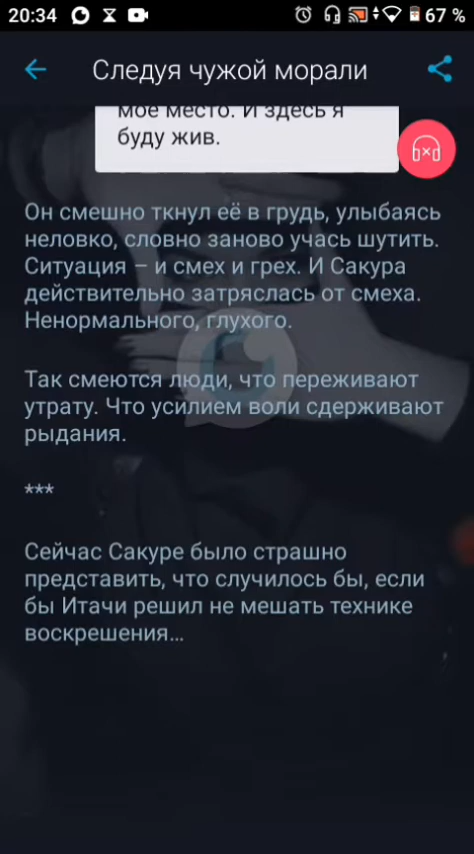 20:34
67 %
Следуя чужой морали
мое место. И здесь я
буду жив.
Он смешно ткнул её в грудь, улыбаясь
неловко, словно заново учась шутить.
Ситуация – и смех и грех. И Сакура
действительно затряслась от смеха.
Ненормального, глухого.
Так смеются люди, что переживают
утрату. Что усилием воли сдерживают
рыдания.
***
Сейчас Сакуре было страшно
представить, что случилось бы, если
бы Итачи решил не мешать технике
воскрешения...